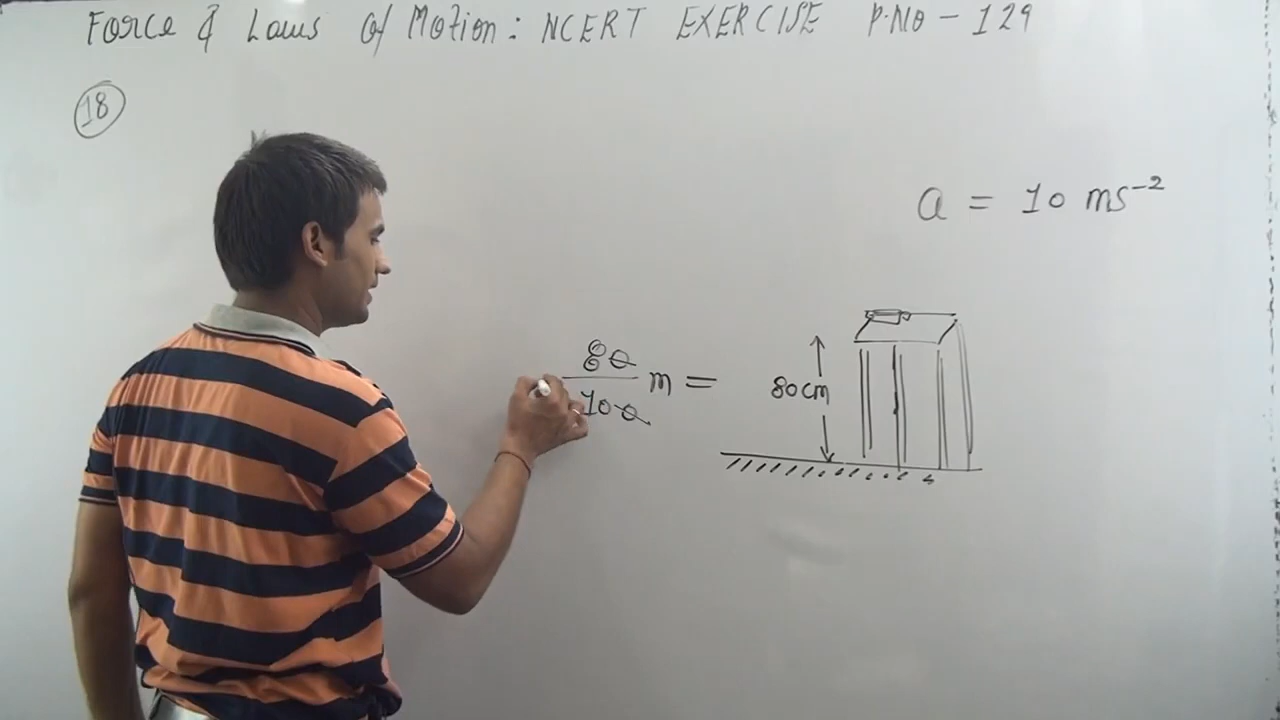 Force & Laws Of Motion: NCERT EXERCISE P.NO - 129
18
a = 10 ms⁻²
80/100 m =
80cm